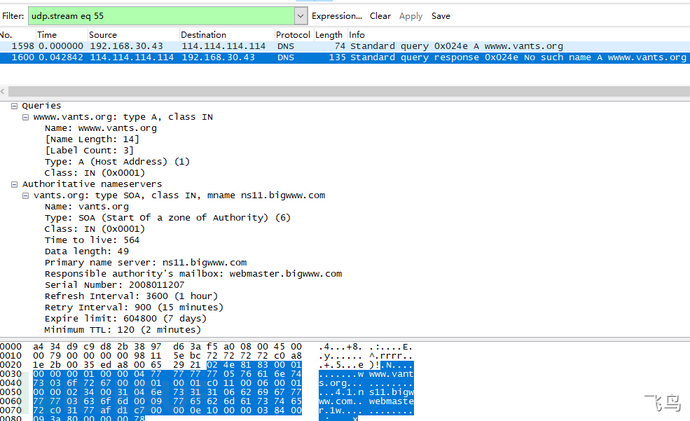 Filter: udp.stream eq 55 Expression... Clear Apply Save
No. Time Source Destination Protocol Length Info
1598 0.000000 192.168.30.43 114.114.114.114 DNS 74 Standard query 0x024e A wwww.vants.org
1600 0.042842 114.114.114.114 192.168.30.43 DNS 135 Standard query response 0x024e No such name A wwww.vants.org
Queries
wwww.vants.org: type A, class IN
Name: wwww.vants.org
[Name Length: 14]
[Label Count: 3]
Type: A (Host Address) (1)
Class: IN (0x0001)
Authoritative nameservers
vants.org: type SOA, class IN, mname ns11.bigwww.com
Name: vants.org
Type: SOA (Start Of a zone of Authority) (6)
Class: IN (0x0001)
Time to live: 564
Data length: 49
Primary name server: ns11.bigwww.com
Responsible authority's mailbox: webmaster.bigwww.com
Serial Number: 2008011207
Refresh Interval: 3600 (1 hour)
Retry Interval: 900 (15 minutes)
Expire limit: 604800 (7 days)
Minimum TTL: 120 (2 minutes)
0000 a4 34 d9 c9 d8 2b 38 97 d6 3a f5 a0 08 00 45 00 .4...+8. .:....E.
0010 00 79 00 00 00 00 98 11 5e bc 72 72 72 72 c0 a8 .y...... ^.rrrr..
0020 1e 2b 00 35 ed a8 00 65 29 21 02 4e 81 83 00 01 .+.5...e )!.N....
0030 00 00 00 01 00 00 04 77 77 77 77 05 76 61 6e 74 .......w www.vant
0040 73 03 6f 72 67 00 00 01 00 01 c0 11 00 06 00 01 s.org... ........
0050 00 00 02 34 00 31 04 6e 73 31 31 06 62 69 67 77 ...4.1.n s11.bigw
0060 77 77 03 63 6f 6d 00 09 77 65 62 6d 61 73 74 65 ww.com.. webmaste
0070 72 c0 31 77 af d1 c7 00 00 0e 10 00 00 03 84 00 r.1w.... ........
0080 09 3a 80 00 00 00 78 .:....x
飞鸟